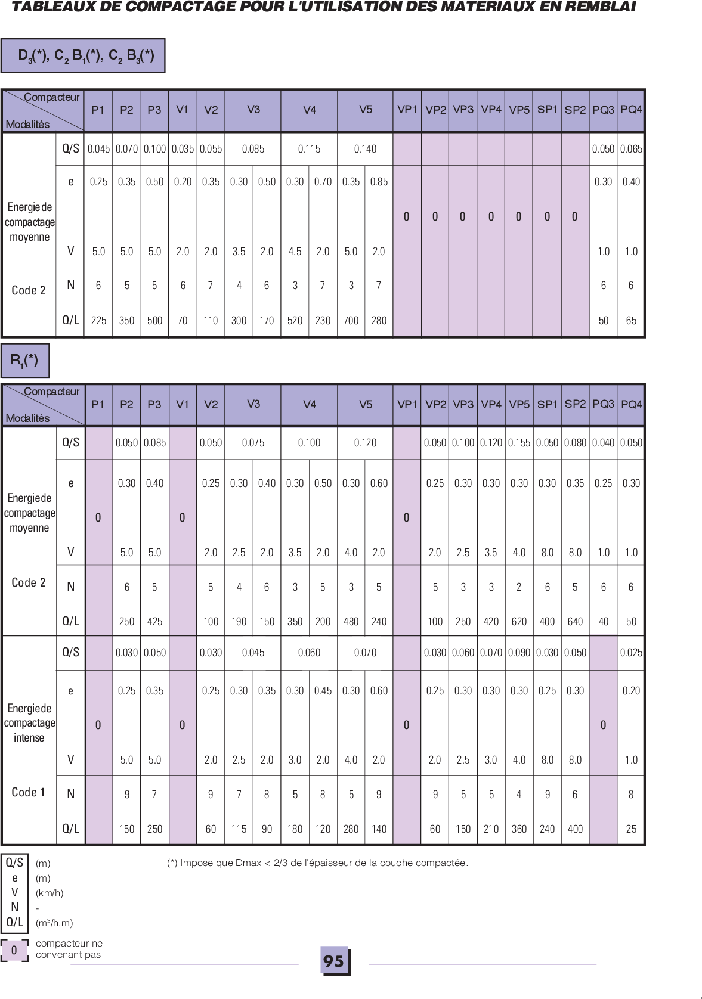 TABLEAUX DE COMPACTAGE POUR L'UTILISATION DES MATERIAUX EN REMBLAI
D3(*), C2 B1(*), C2 B3(*)
Compacteur
Modalités P1 P2 P3 V1 V2 V3 V4 V5 VP1 VP2 VP3 VP4 VP5 SP1 SP2 PQ3 PQ4
Q/S 0.045 0.070 0.100 0.035 0.055 0.085 0.115 0.140 0.050 0.065
e 0.25 0.35 0.50 0.20 0.35 0.30 0.50 0.30 0.70 0.35 0.85 0.30 0.40
Energie de
compactage
moyenne
0 0 0 0 0 0 0
V 5.0 5.0 5.0 2.0 2.0 3.5 2.0 4.5 2.0 5.0 2.0 1.0 1.0
Code 2
N 6 5 5 6 7 4 6 3 7 3 7 6 6
Q/L 225 350 500 70 110 300 170 520 230 700 280 50 65
R1(*)
Compacteur
Modalités P1 P2 P3 V1 V2 V3 V4 V5 VP1 VP2 VP3 VP4 VP5 SP1 SP2 PQ3 PQ4
Q/S 0.050 0.085 0.050 0.075 0.100 0.120 0.050 0.100 0.120 0.155 0.050 0.080 0.040 0.050
e 0.30 0.40 0.25 0.30 0.40 0.30 0.50 0.30 0.60 0.25 0.30 0.30 0.30 0.30 0.35 0.25 0.30
Energie de
compactage
moyenne
0 0 0
V 5.0 5.0 2.0 2.5 2.0 3.5 2.0 4.0 2.0 2.0 2.5 3.5 4.0 8.0 8.0 1.0 1.0
Code 2
N 6 5 5 4 6 3 5 3 5 5 3 3 2 6 5 6 6
Q/L 250 425 100 190 150 350 200 480 240 100 250 420 620 400 640 40 50
Q/S 0.030 0.050 0.030 0.045 0.060 0.070 0.030 0.060 0.070 0.090 0.030 0.050 0.025
e 0.25 0.35 0.25 0.30 0.35 0.30 0.45 0.30 0.60 0.25 0.30 0.30 0.30 0.25 0.30 0.20
Energie de
compactage
intense
0 0 0 0
V 5.0 5.0 2.0 2.5 2.0 3.0 2.0 4.0 2.0 2.0 2.5 3.0 4.0 8.0 8.0 1.0
Code 1
N 9 7 9 7 8 5 8 5 9 9 5 5 4 9 6 8
Q/L 150 250 60 115 90 180 120 280 140 60 150 210 360 240 400 25
Q/S (m)
(*) Impose que Dmax < 2/3 de l'épaisseur de la couche compactée.
e (m)
V (km/h)
N -
Q/L (m³/h.m)
0 compacteur ne
convenant pas
95